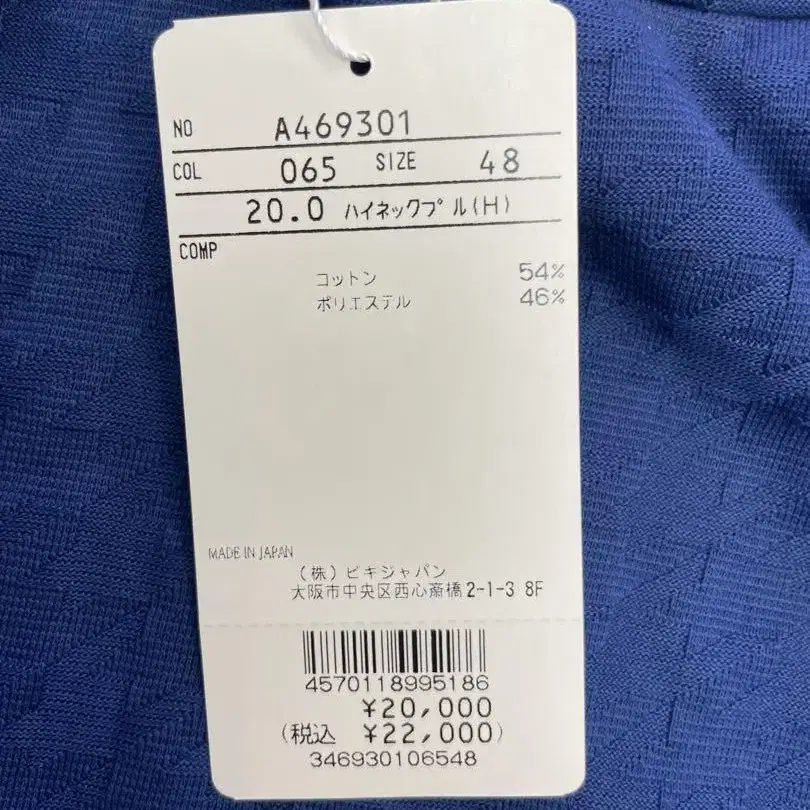 NO A469301
COL 065 SIZE 48
20.0 ハイネックプル(H)
COMP
コットン 54%
ポリエステル 46%
MADE IN JAPAN
(株)ビキジャパン
大阪市中央区西心斎橋2-1-3 8F
4570118995186
¥20,000
(税込 ¥22,000)
346930106548